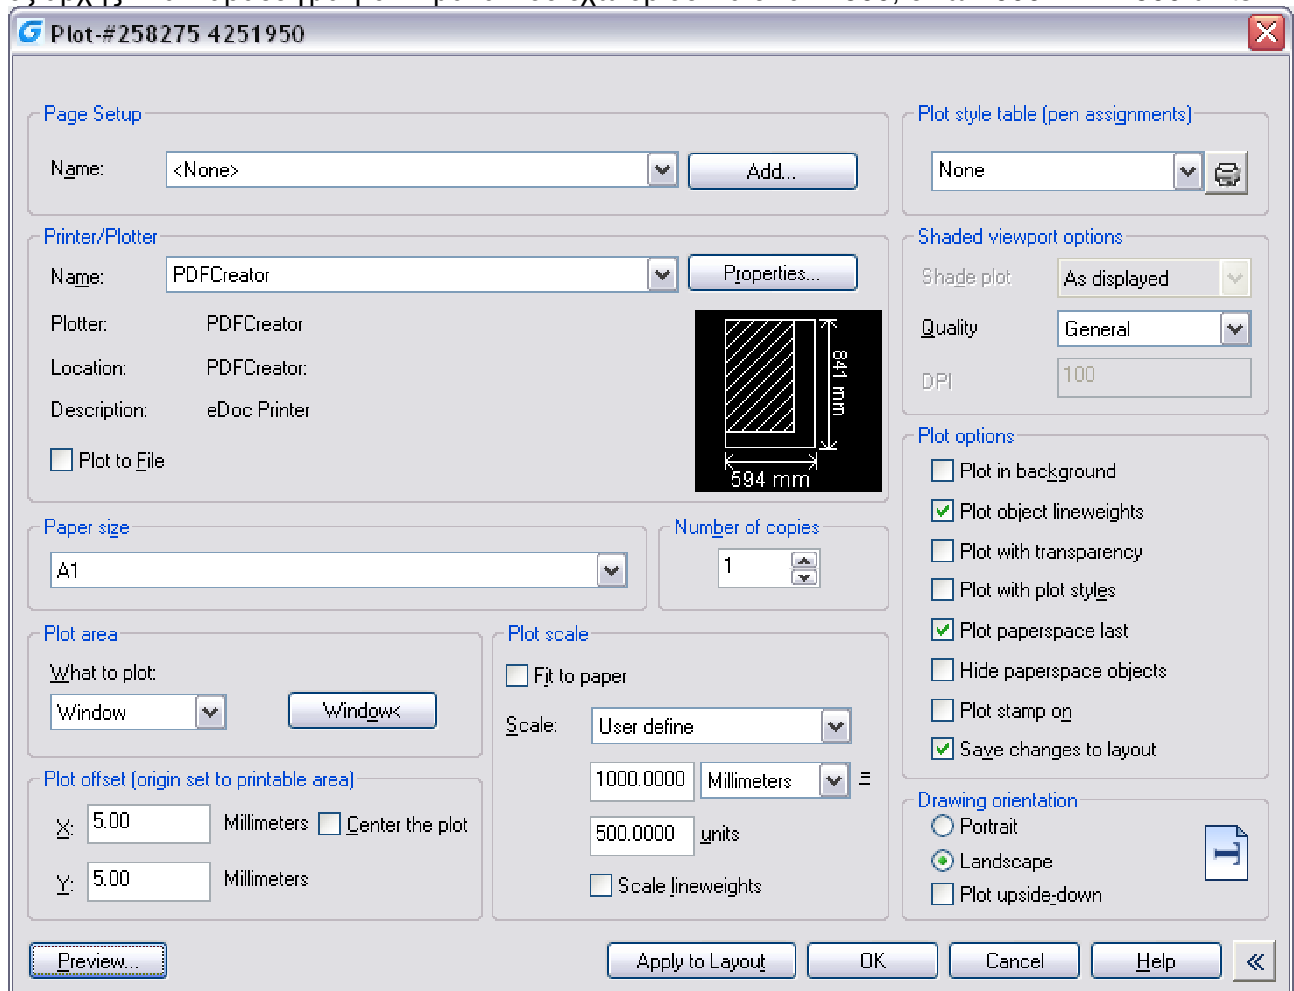 Plot-#258275 4251950
Page Setup
Name:
<None>
Add...
Plot style table (pen assignments)
None
Printer/Plotter
Name:
PDFCreator
Properties...
Plotter:
PDFCreator
Location:
PDFCreator:
Description:
eDoc Printer
Plot to File
841 mm
594 mm
Shaded viewport options
Shade plot
As displayed
Quality
General
DPI
100
Paper size
A1
Number of copies
1
Plot options
Plot in background
Plot object lineweights
Plot with transparency
Plot with plot styles
Plot paperspace last
Hide paperspace objects
Plot stamp on
Save changes to layout
Plot area
What to plot:
Window
Window<
Plot scale
Fit to paper
Scale:
User define
1000.0000
Millimeters
=
500.0000
units
Scale lineweights
Plot offset (origin set to printable area)
X:
5.00
Millimeters
Center the plot
Y:
5.00
Millimeters
Drawing orientation
Portrait
Landscape
Plot upside-down
Preview...
Apply to Layout
OK
Cancel
Help